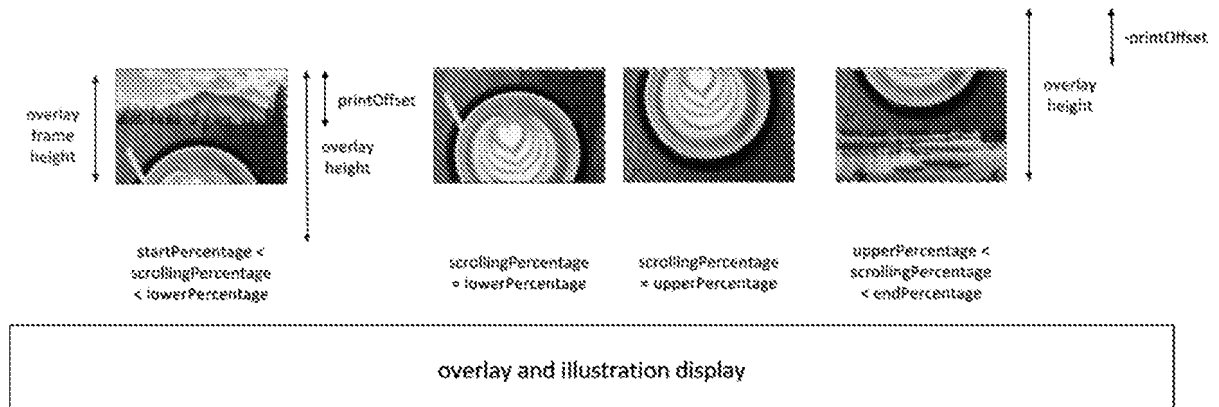 -printOffset
overlay
frame
height
printOffset
overlay
height
overlay
height
startPercentage <
scrollingPercentage
< lowerPercentage
scrollingPercentage
= lowerPercentage
scrollingPercentage
= upperPercentage
upperPercentage <
scrollingPercentage
< endPercentage
overlay and illustration display